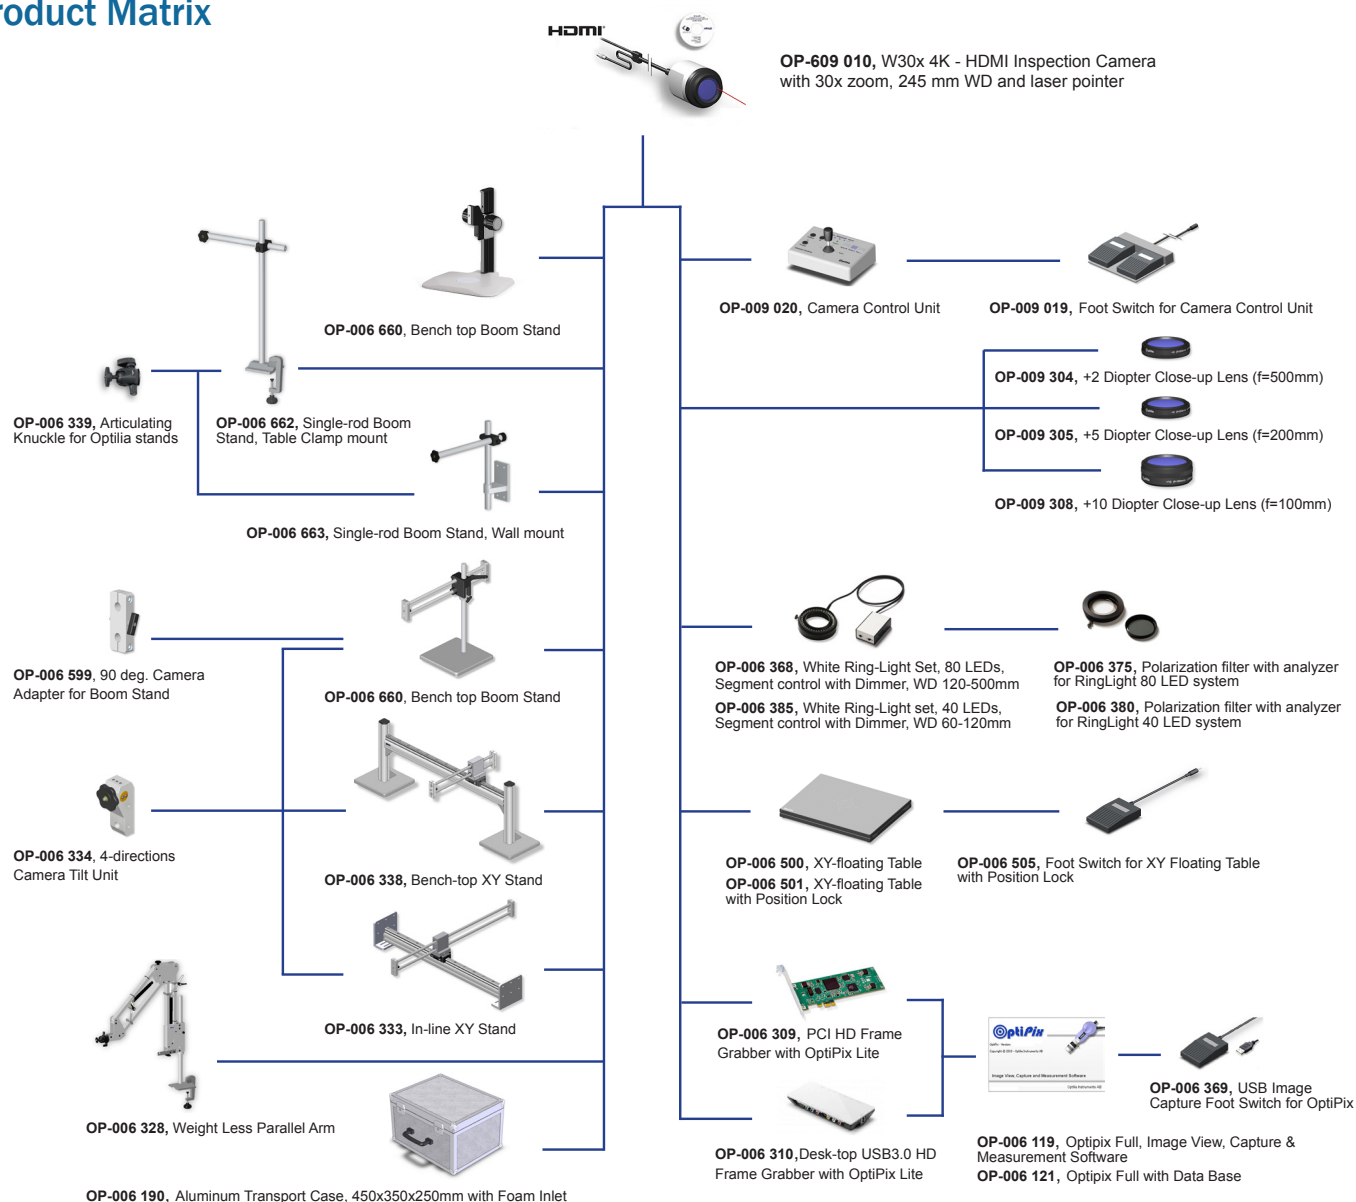 roduct Matrix
HDMI
OP-609 010, W30x 4K - HDMI Inspection Camera
with 30x zoom, 245 mm WD and laser pointer
OP-006 660, Bench top Boom Stand
OP-009 020, Camera Control Unit
OP-009 019, Foot Switch for Camera Control Unit
OP-009 304, +2 Diopter Close-up Lens (f=500mm)
OP-006 339, Articulating
Knuckle for Optilia stands
OP-006 662, Single-rod Boom
Stand, Table Clamp mount
OP-009 305, +5 Diopter Close-up Lens (f=200mm)
OP-009 308, +10 Diopter Close-up Lens (f=100mm)
OP-006 663, Single-rod Boom Stand, Wall mount
OP-006 599, 90 deg. Camera
Adapter for Boom Stand
OP-006 660, Bench top Boom Stand
OP-006 368, White Ring-Light Set, 80 LEDs,
Segment control with Dimmer, WD 120-500mm
OP-006 385, White Ring-Light set, 40 LEDs,
Segment control with Dimmer, WD 60-120mm
OP-006 375, Polarization filter with analyzer
for RingLight 80 LED system
OP-006 380, Polarization filter with analyzer
for RingLight 40 LED system
OP-006 334, 4-directions
Camera Tilt Unit
OP-006 338, Bench-top XY Stand
OP-006 500, XY-floating Table
OP-006 501, XY-floating Table
with Position Lock
OP-006 505, Foot Switch for XY Floating Table
with Position Lock
OP-006 333, In-line XY Stand
OP-006 309, PCI HD Frame
Grabber with OptiPix Lite
OptiPix
Image View, Capture and Measurement Software
Optilia Instruments AB
OP-006 369, USB Image
Capture Foot Switch for OptiPix
OP-006 328, Weight Less Parallel Arm
OP-006 310,Desk-top USB3.0 HD
Frame Grabber with OptiPix Lite
OP-006 119, Optipix Full, Image View, Capture &
Measurement Software
OP-006 121, Optipix Full with Data Base
OP-006 190, Aluminum Transport Case, 450x350x250mm with Foam Inlet